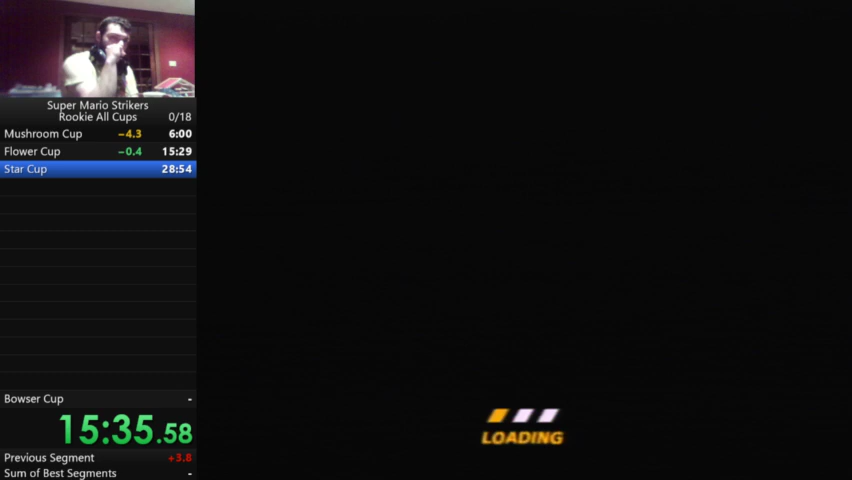 Super Mario Strikers
Rookie All Cups 0/18
Mushroom Cup −4.3 6:00
Flower Cup −0.4 15:29
Star Cup 28:54
Bowser Cup -
15:35.58
Previous Segment +3.8
Sum of Best Segments -
LOADING